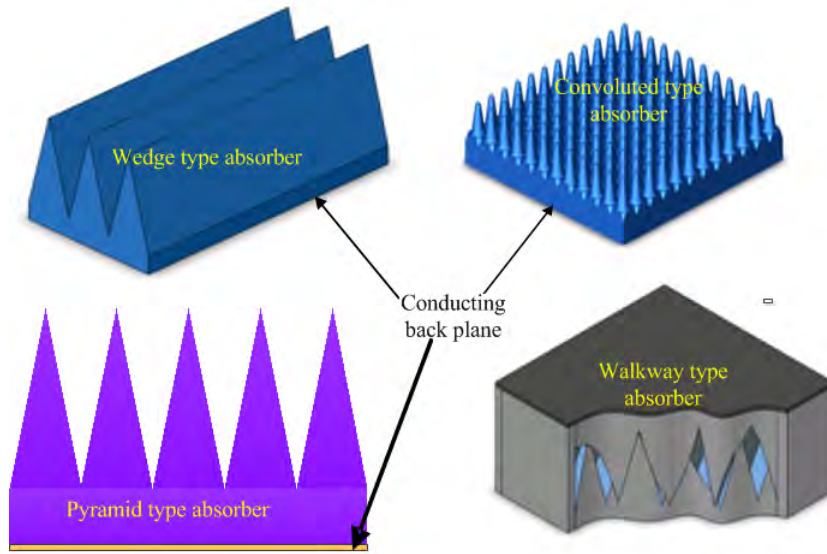 Wedge type absorber
Convoluted type
absorber
Conducting
back plane
Walkway type
absorber
Pyramid type absorber